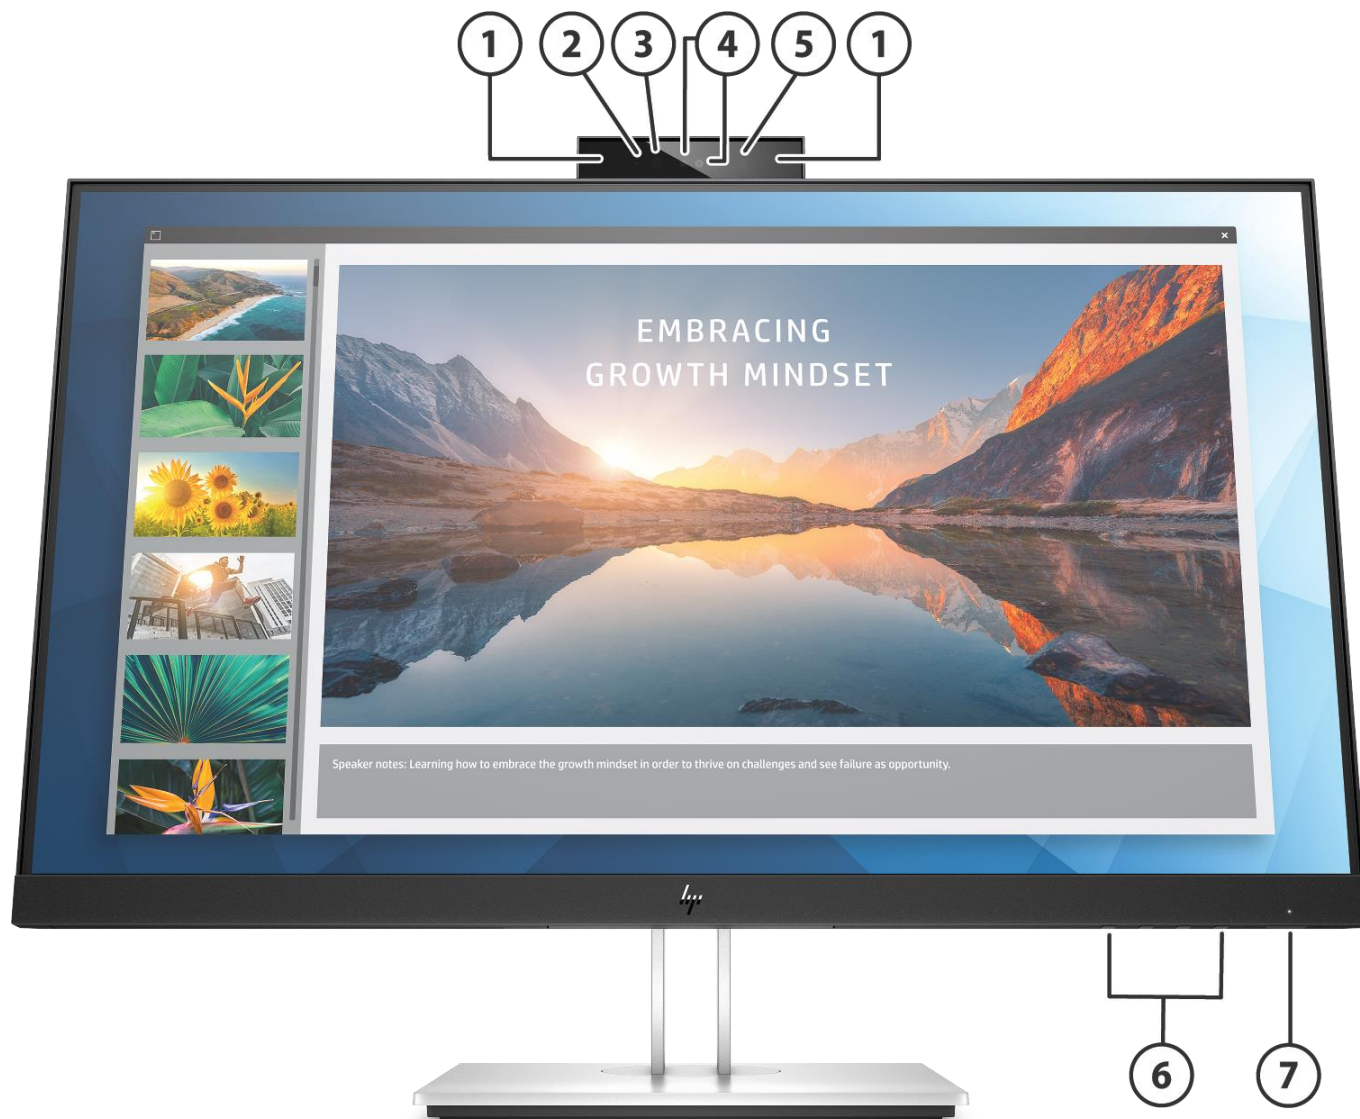 1 2 3 4 5 1
×
EMBRACING
GROWTH MINDSET
Speaker notes: Learning how to embrace the growth mindset in order to thrive on challenges and see failure as opportunity.
hp
6 7